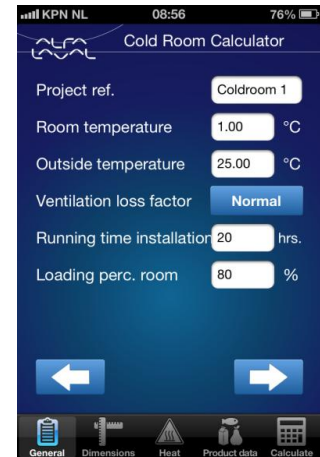 KPN NL 08:56 76%
ALFA LAVAL Cold Room Calculator
Project ref. Coldroom 1
Room temperature 1.00 °C
Outside temperature 25.00 °C
Ventilation loss factor Normal
Running time installation 20 hrs.
Loading perc. room 80 %
General Dimensions Heat Product data Calculate